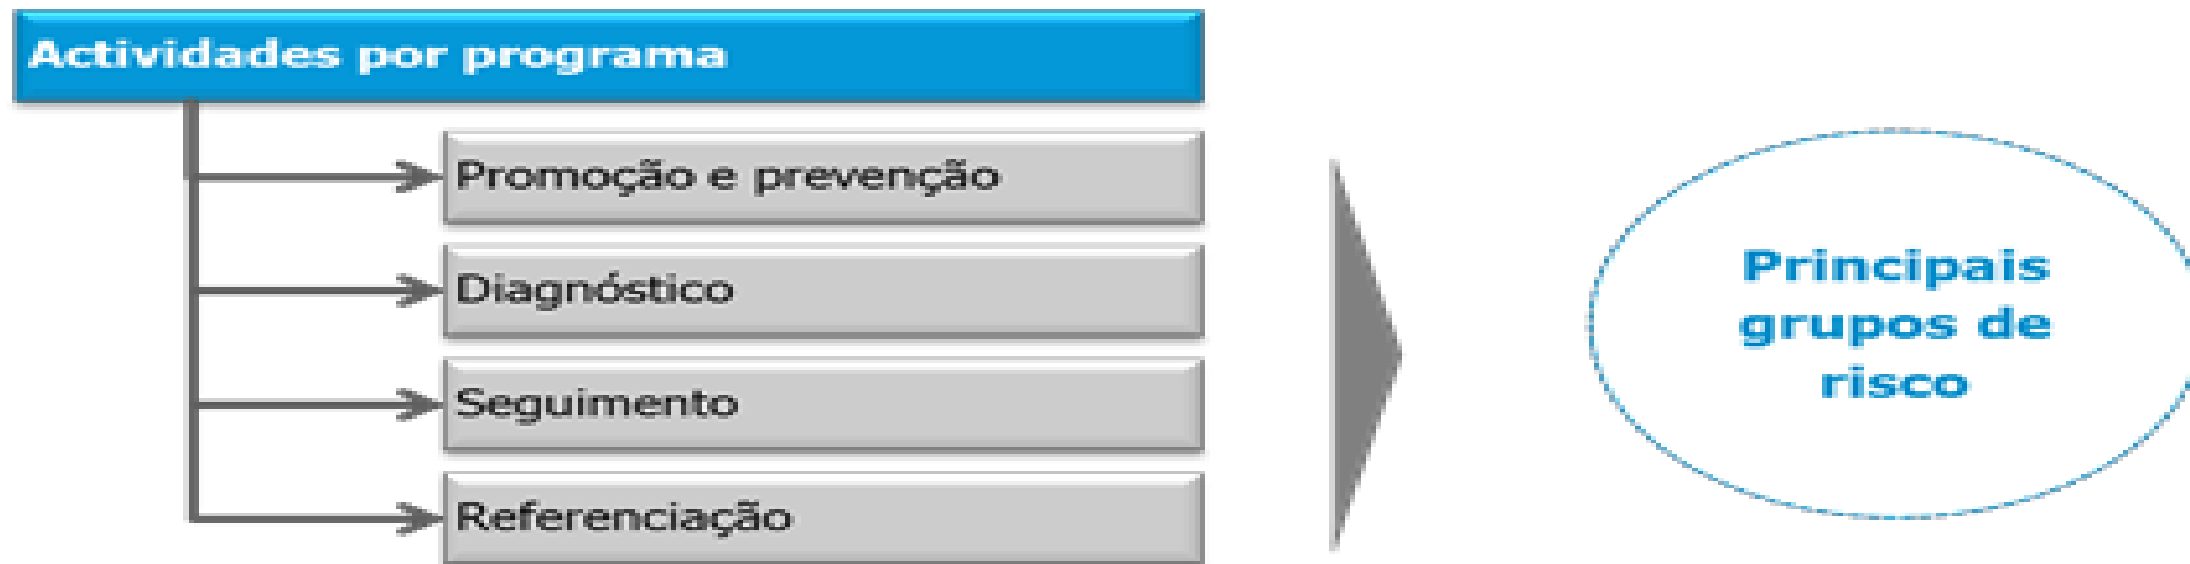 Actividades por programa
Promoção e prevenção
Diagnóstico
Seguimento
Referenciação
Principais
grupos de
risco